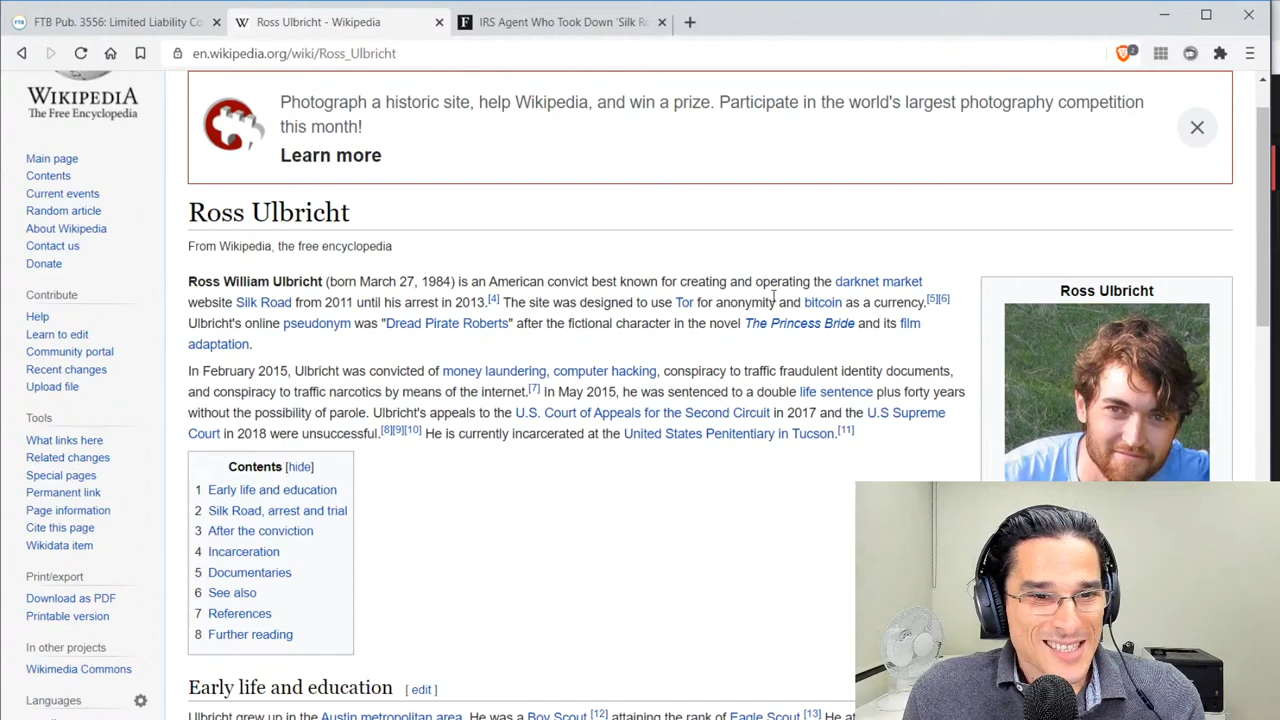 FTB Pub. 3556: Limited Liability Co
Ross Ulbricht - Wikipedia
IRS Agent Who Took Down 'Silk Ro
en.wikipedia.org/wiki/Ross_Ulbricht
2
WIKIPEDIA
The Free Encyclopedia
Main page
Contents
Current events
Random article
About Wikipedia
Contact us
Donate
Contribute
Help
Learn to edit
Community portal
Recent changes
Upload file
Tools
What links here
Related changes
Special pages
Permanent link
Page information
Cite this page
Wikidata item
Print/export
Download as PDF
Printable version
In other projects
Wikimedia Commons
Languages
Photograph a historic site, help Wikipedia, and win a prize. Participate in the world's largest photography competition
this month!
Learn more
Ross Ulbricht
From Wikipedia, the free encyclopedia
Ross William Ulbricht (born March 27, 1984) is an American convict best known for creating and operating the darknet market
website Silk Road from 2011 until his arrest in 2013.[4] The site was designed to use Tor for anonymity and bitcoin as a currency.[5][6]
Ulbricht's online pseudonym was "Dread Pirate Roberts" after the fictional character in the novel The Princess Bride and its film
adaptation.
In February 2015, Ulbricht was convicted of money laundering, computer hacking, conspiracy to traffic fraudulent identity documents,
and conspiracy to traffic narcotics by means of the internet.[7] In May 2015, he was sentenced to a double life sentence plus forty years
without the possibility of parole. Ulbricht's appeals to the U.S. Court of Appeals for the Second Circuit in 2017 and the U.S Supreme
Court in 2018 were unsuccessful.[8][9][10] He is currently incarcerated at the United States Penitentiary in Tucson.[11]
Ross Ulbricht
Contents [hide]
1 Early life and education
2 Silk Road, arrest and trial
3 After the conviction
4 Incarceration
5 Documentaries
6 See also
7 References
8 Further reading
Early life and education [ edit ]
Ulbricht grew up in the Austin metropolitan area. He was a Boy Scout,[12] attaining the rank of Eagle Scout.[13] He at